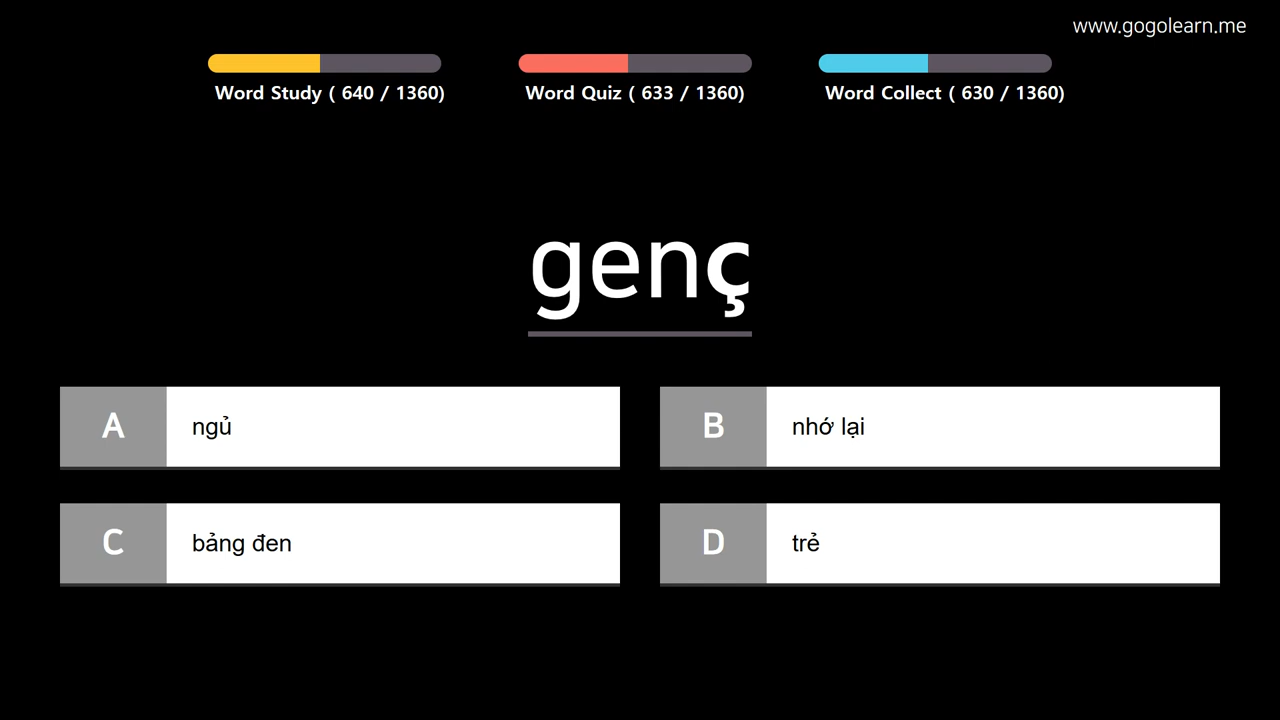 www.gogolearn.me
Word Study ( 640 / 1360)
Word Quiz ( 633 / 1360)
Word Collect ( 630 / 1360)
genç
A ngủ
B nhớ lại
C bảng đen
D trẻ